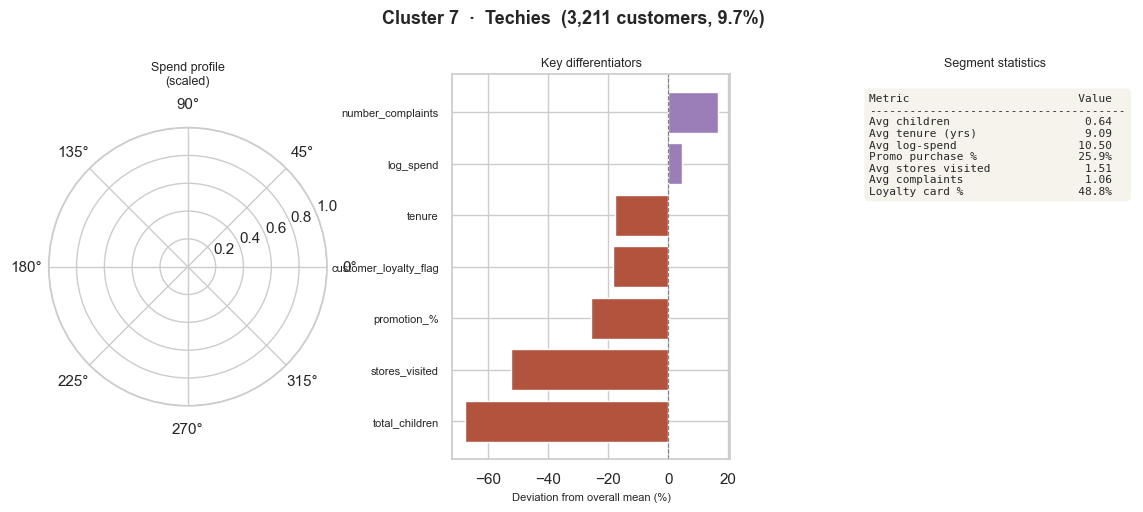 Cluster 7 · Techies (3,211 customers, 9.7%)
Spend profile
(scaled)
90°
135°
45°
1.0
0.8
0.6
0.4
0.2
180°
0°
225°
315°
270°
Key differentiators
number_complaints
log_spend
tenure
customer_loyalty_flag
promotion_%
stores_visited
total_children
−60 −40 −20 0 20
Deviation from overall mean (%)
Segment statistics
Metric Value
--------------------------------------
Avg children 0.64
Avg tenure (yrs) 9.09
Avg log-spend 10.50
Promo purchase % 25.9%
Avg stores visited 1.51
Avg complaints 1.06
Loyalty card % 48.8%